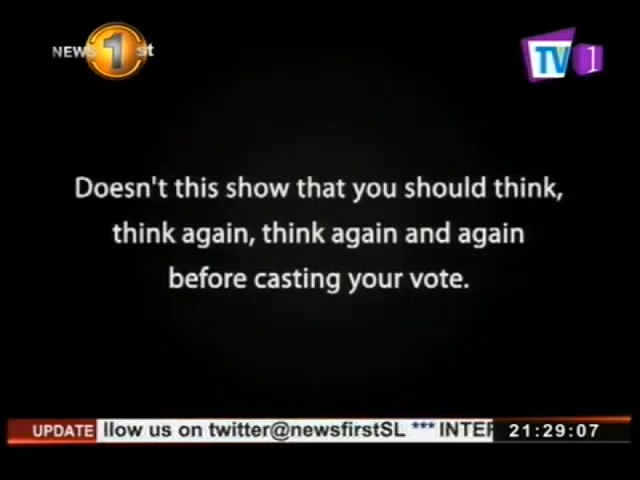 NEWS 1st
TV 1
Doesn't this show that you should think,
think again, think again and again
before casting your vote.
UPDATE llow us on twitter@newsfirstSL *** INTER 21:29:07